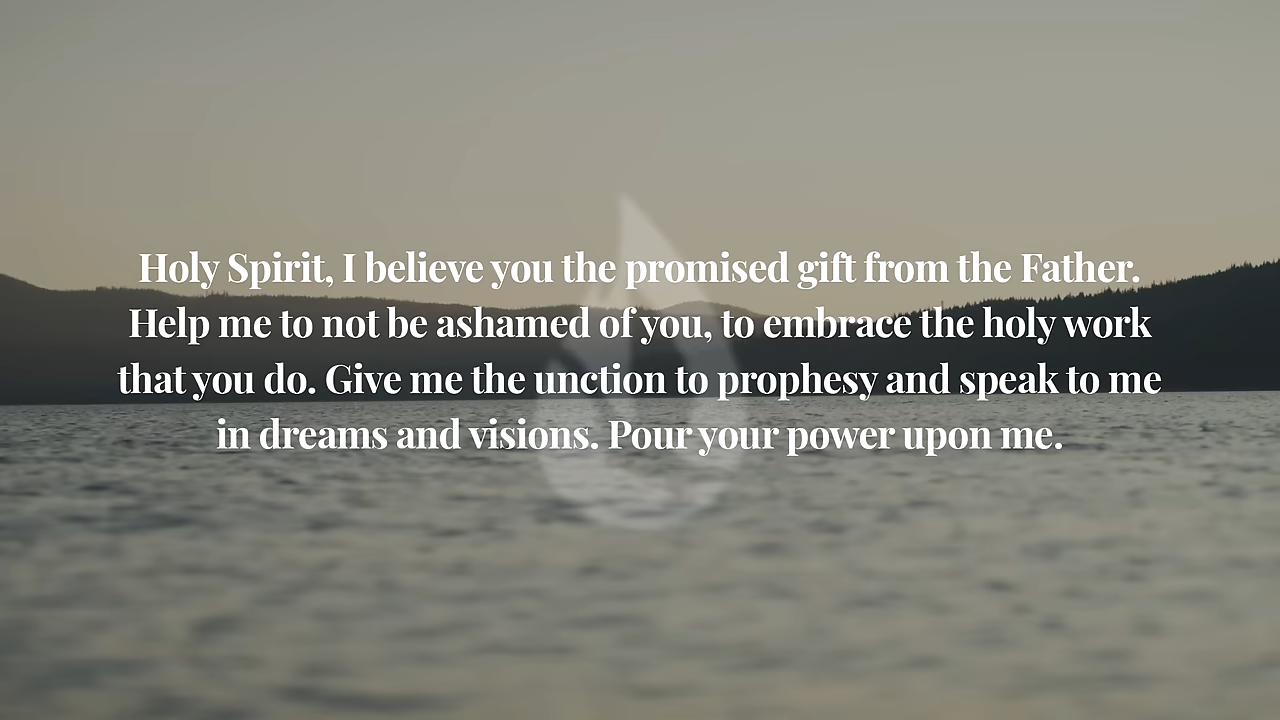 Holy Spirit, I believe you the promised gift from the Father.
Help me to not be ashamed of you, to embrace the holy work
that you do. Give me the unction to prophesy and speak to me
in dreams and visions. Pour your power upon me.